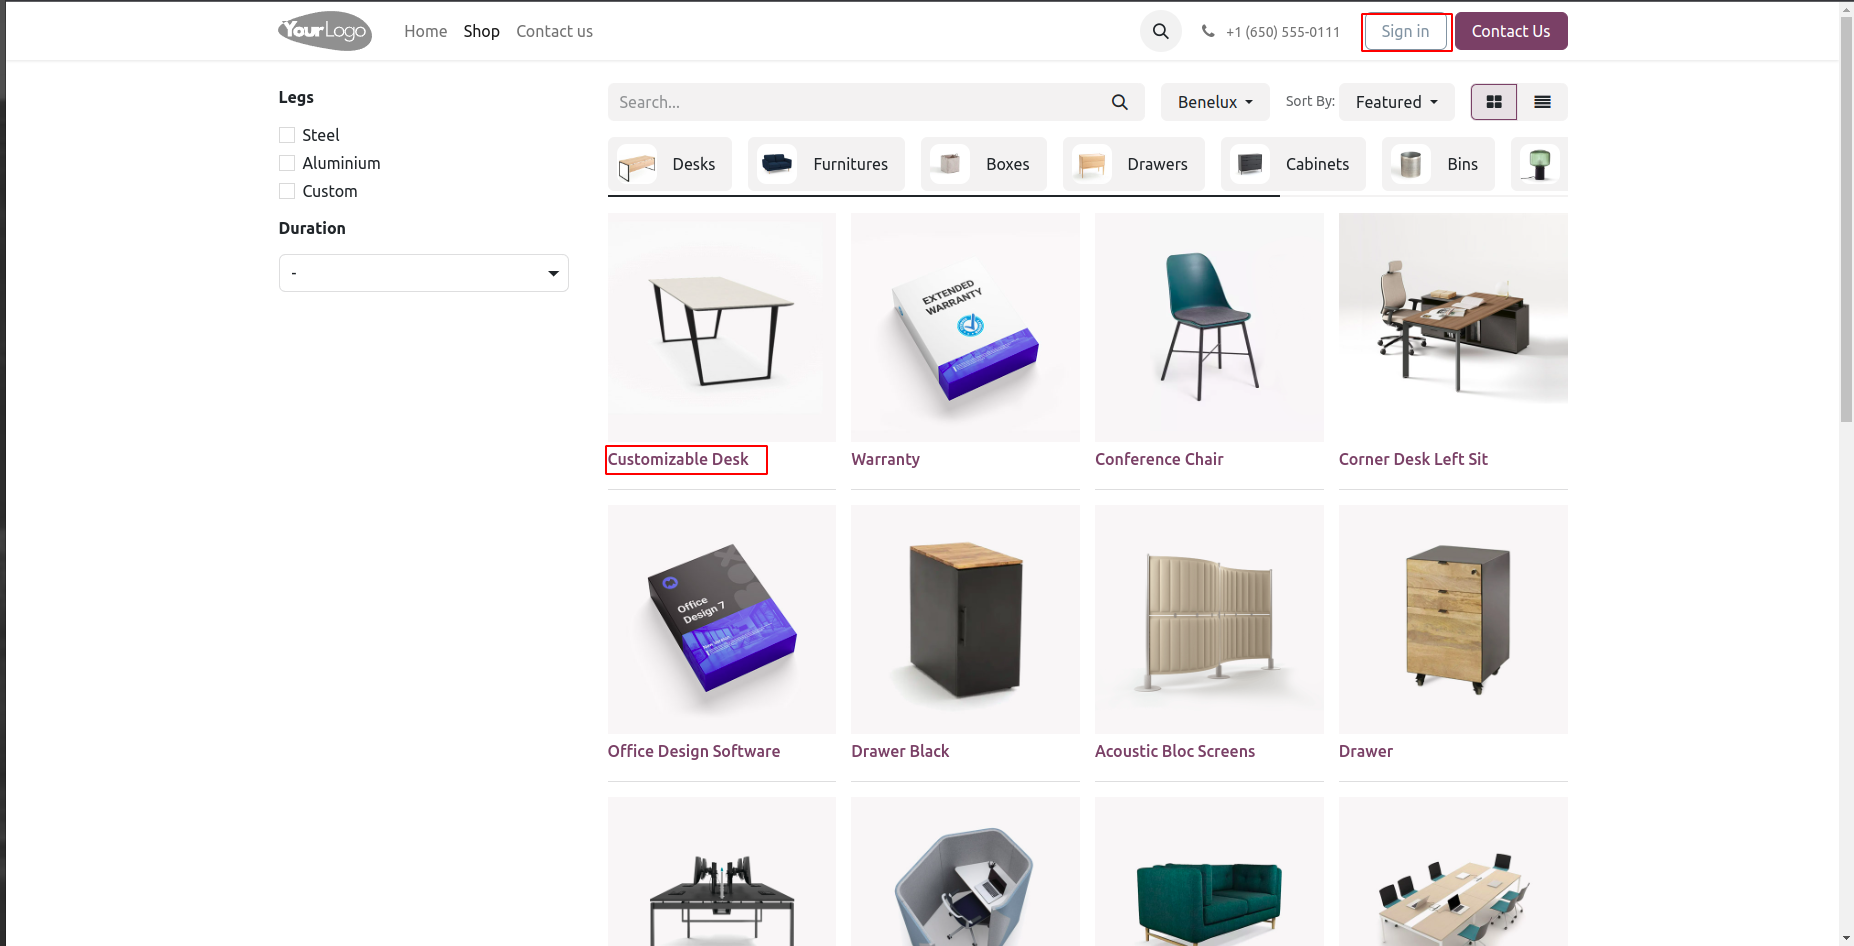 YourLogo
Home Shop Contact us
+1 (650) 555-0111
Sign in
Contact Us
Legs
Steel
Aluminium
Custom
Duration
-
Search...
Benelux
Sort By: Featured
Desks
Furnitures
Boxes
Drawers
Cabinets
Bins
EXTENDED
WARRANTY
Customizable Desk
Warranty
Conference Chair
Corner Desk Left Sit
Office
Design 7
Office Design Software
Drawer Black
Acoustic Bloc Screens
Drawer